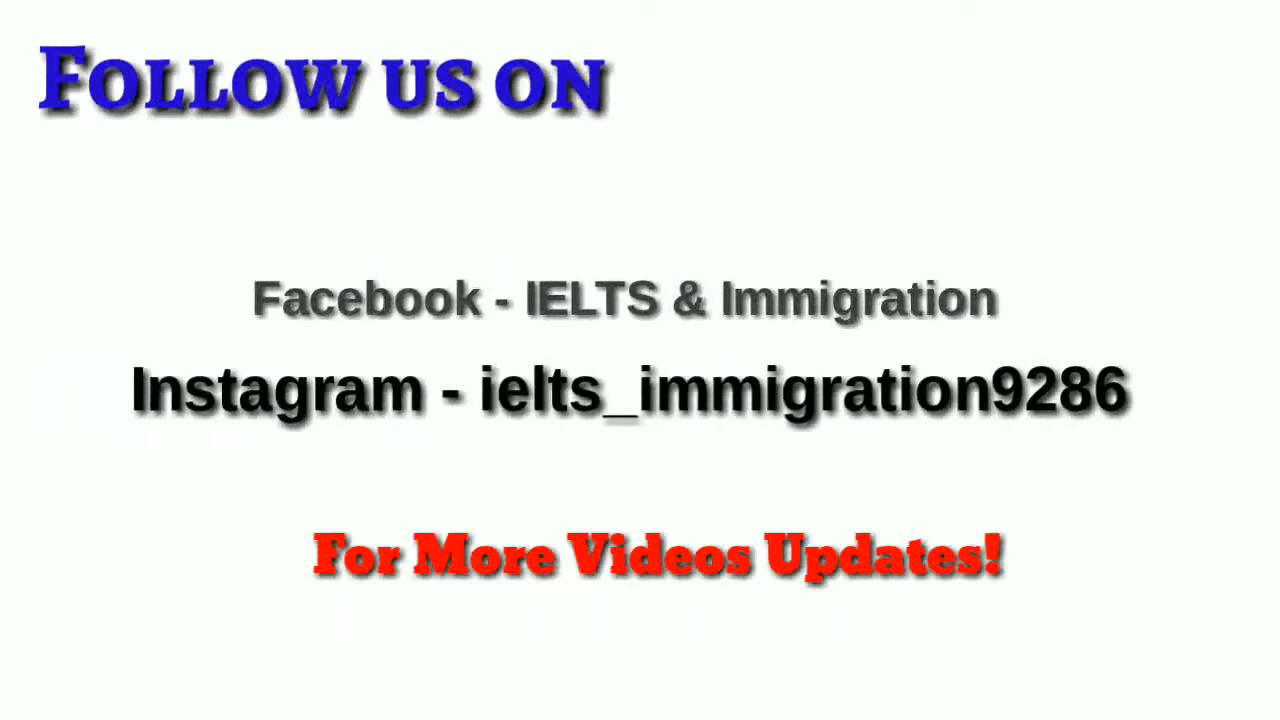 Follow us on
Facebook - IELTS & Immigration
Instagram - ielts_immigration9286
For More Videos Updates!